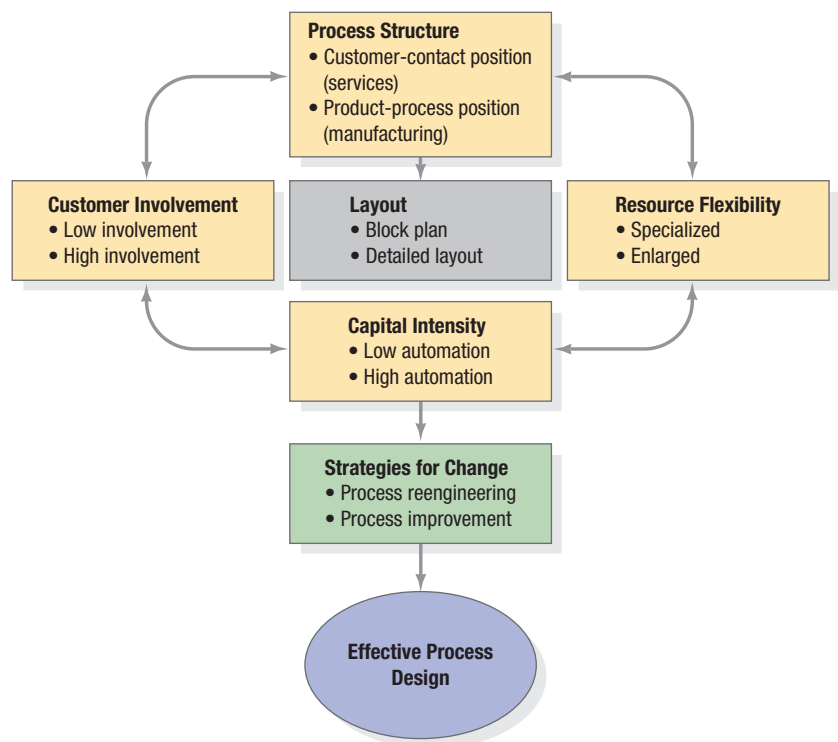 Process Structure
• Customer-contact position
(services)
• Product-process position
(manufacturing)
Customer Involvement
• Low involvement
• High involvement
Layout
• Block plan
• Detailed layout
Resource Flexibility
• Specialized
• Enlarged
Capital Intensity
• Low automation
• High automation
Strategies for Change
• Process reengineering
• Process improvement
Effective Process
Design